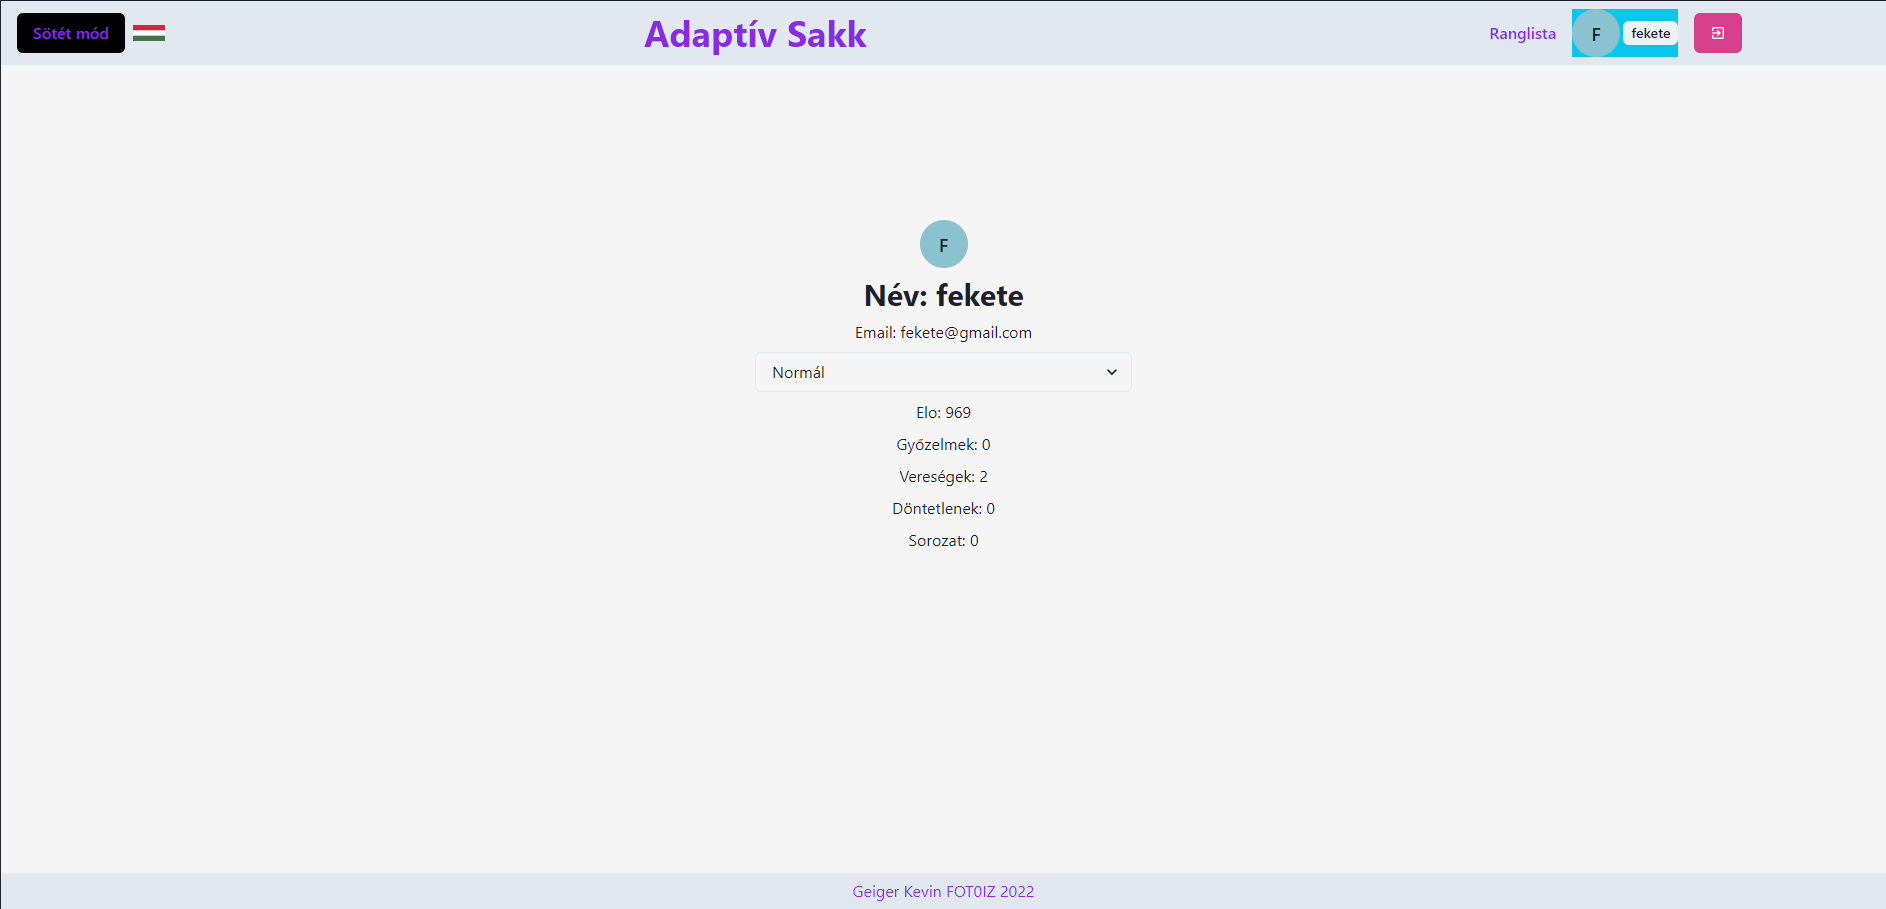 Sötét mód
Adaptív Sakk
Ranglista
F
fekete
F
Név: fekete
Email: fekete@gmail.com
Normál
Elo: 969
Győzelmek: 0
Vereségek: 2
Döntetlenek: 0
Sorozat: 0
Geiger Kevin FOT0IZ 2022